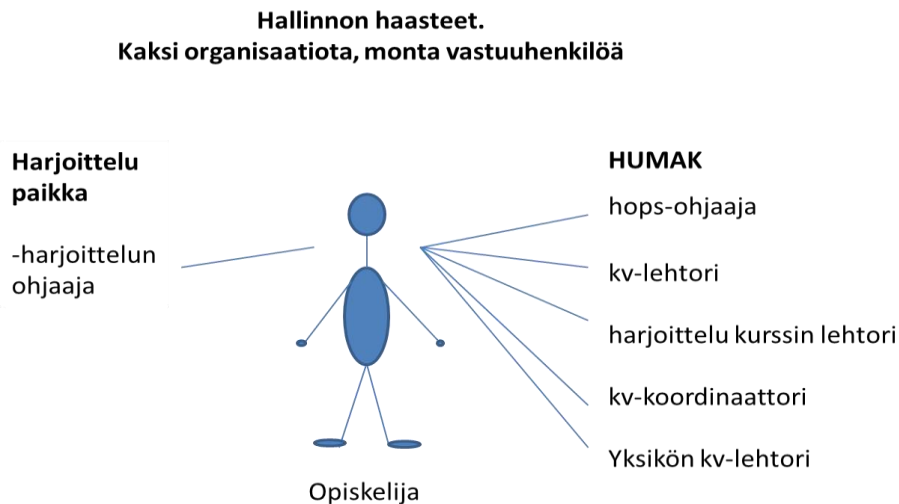 Hallinnon haasteet.
Kaksi organisaatiota, monta vastuuhenkilöä
Harjoittelu
paikka
-harjoittelun
ohjaaja
HUMAK
hops-ohjaaja
kv-lehtori
harjoittelu kurssin lehtori
kv-koordinaattori
Yksikön kv-lehtori
Opiskelija